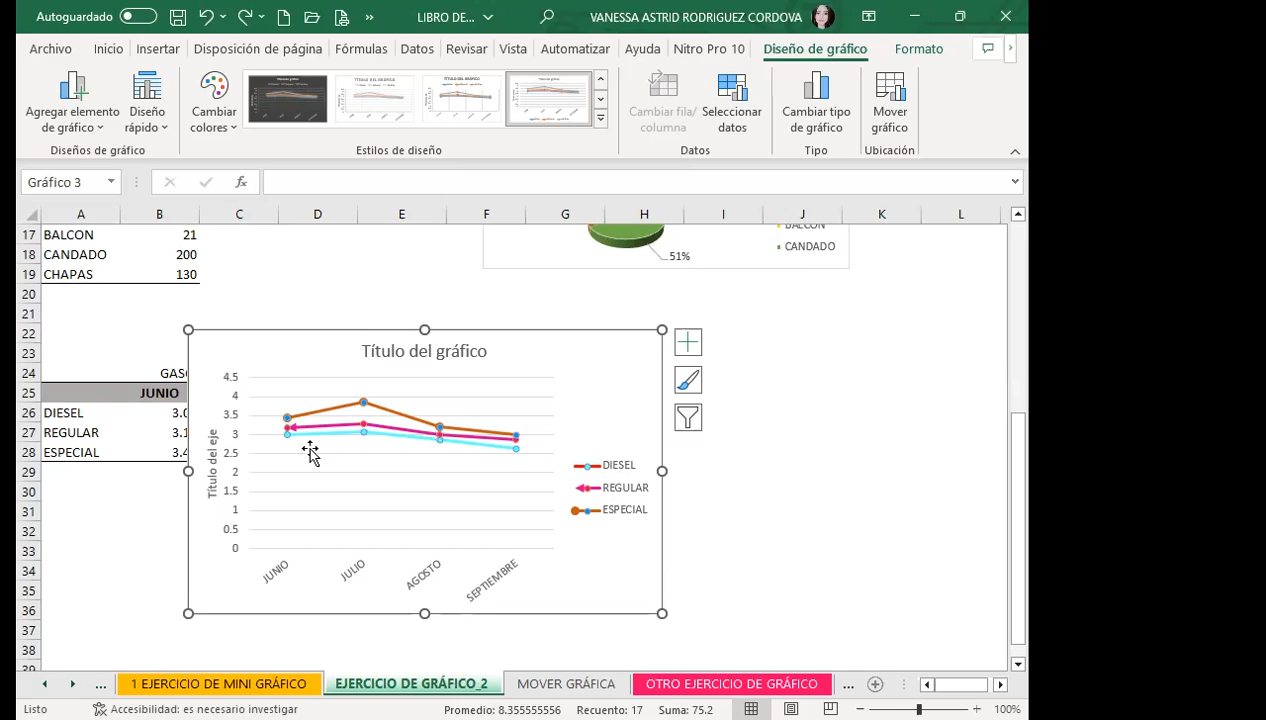 Autoguardado
LIBRO DE...
VANESSA ASTRID RODRIGUEZ CORDOVA
Archivo
Inicio
Insertar
Disposición de página
Fórmulas
Datos
Revisar
Vista
Automatizar
Ayuda
Nitro Pro 10
Diseño de gráfico
Formato
Agregar elemento
de gráfico
Diseño
rápido
Cambiar
colores
Cambiar fila/
columna
Seleccionar
datos
Cambiar tipo
de gráfico
Mover
gráfico
Diseños de gráfico
Estilos de diseño
Datos
Tipo
Ubicación
Gráfico 3
fx
A B C D E F G H I J K L
17 BALCON 21
18 CANDADO 200
19 CHAPAS 130
20
21
22
23
24 GAS
25 JUNIO
26 DIESEL 3.0
27 REGULAR 3.1
28 ESPECIAL 3.4
29
30
31
32
33
34
35
36
37
38
39
BALCON
CANDADO
51%
Título del gráfico
Título del eje
4.5
4
3.5
3
2.5
2
1.5
1
0.5
0
JUNIO
JULIO
AGOSTO
SEPTIEMBRE
DIESEL
REGULAR
ESPECIAL
...
1 EJERCICIO DE MINI GRÁFICO
EJERCICIO DE GRÁFICO_2
MOVER GRÁFICA
OTRO EJERCICIO DE GRÁFICO
...
Listo
Accesibilidad: es necesario investigar
Promedio: 8.355555556
Recuento: 17
Suma: 75.2
100%